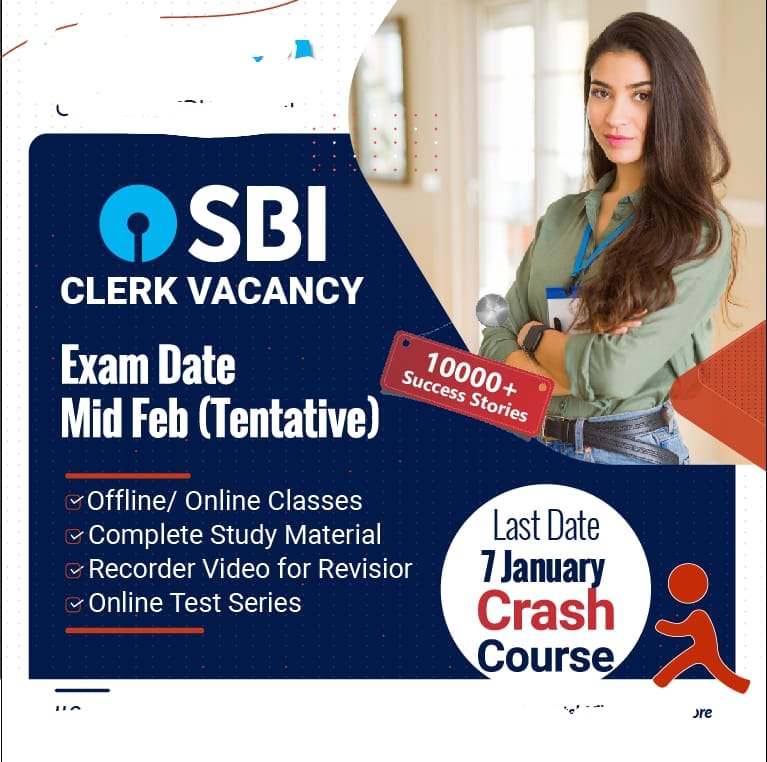 SBI
CLERK VACANCY
Exam Date
Mid Feb (Tentative)
10000+
Success Stories
Offline/ Online Classes
Complete Study Material
Recorder Video for Revisior
Online Test Series
Last Date
7 January
Crash
Course